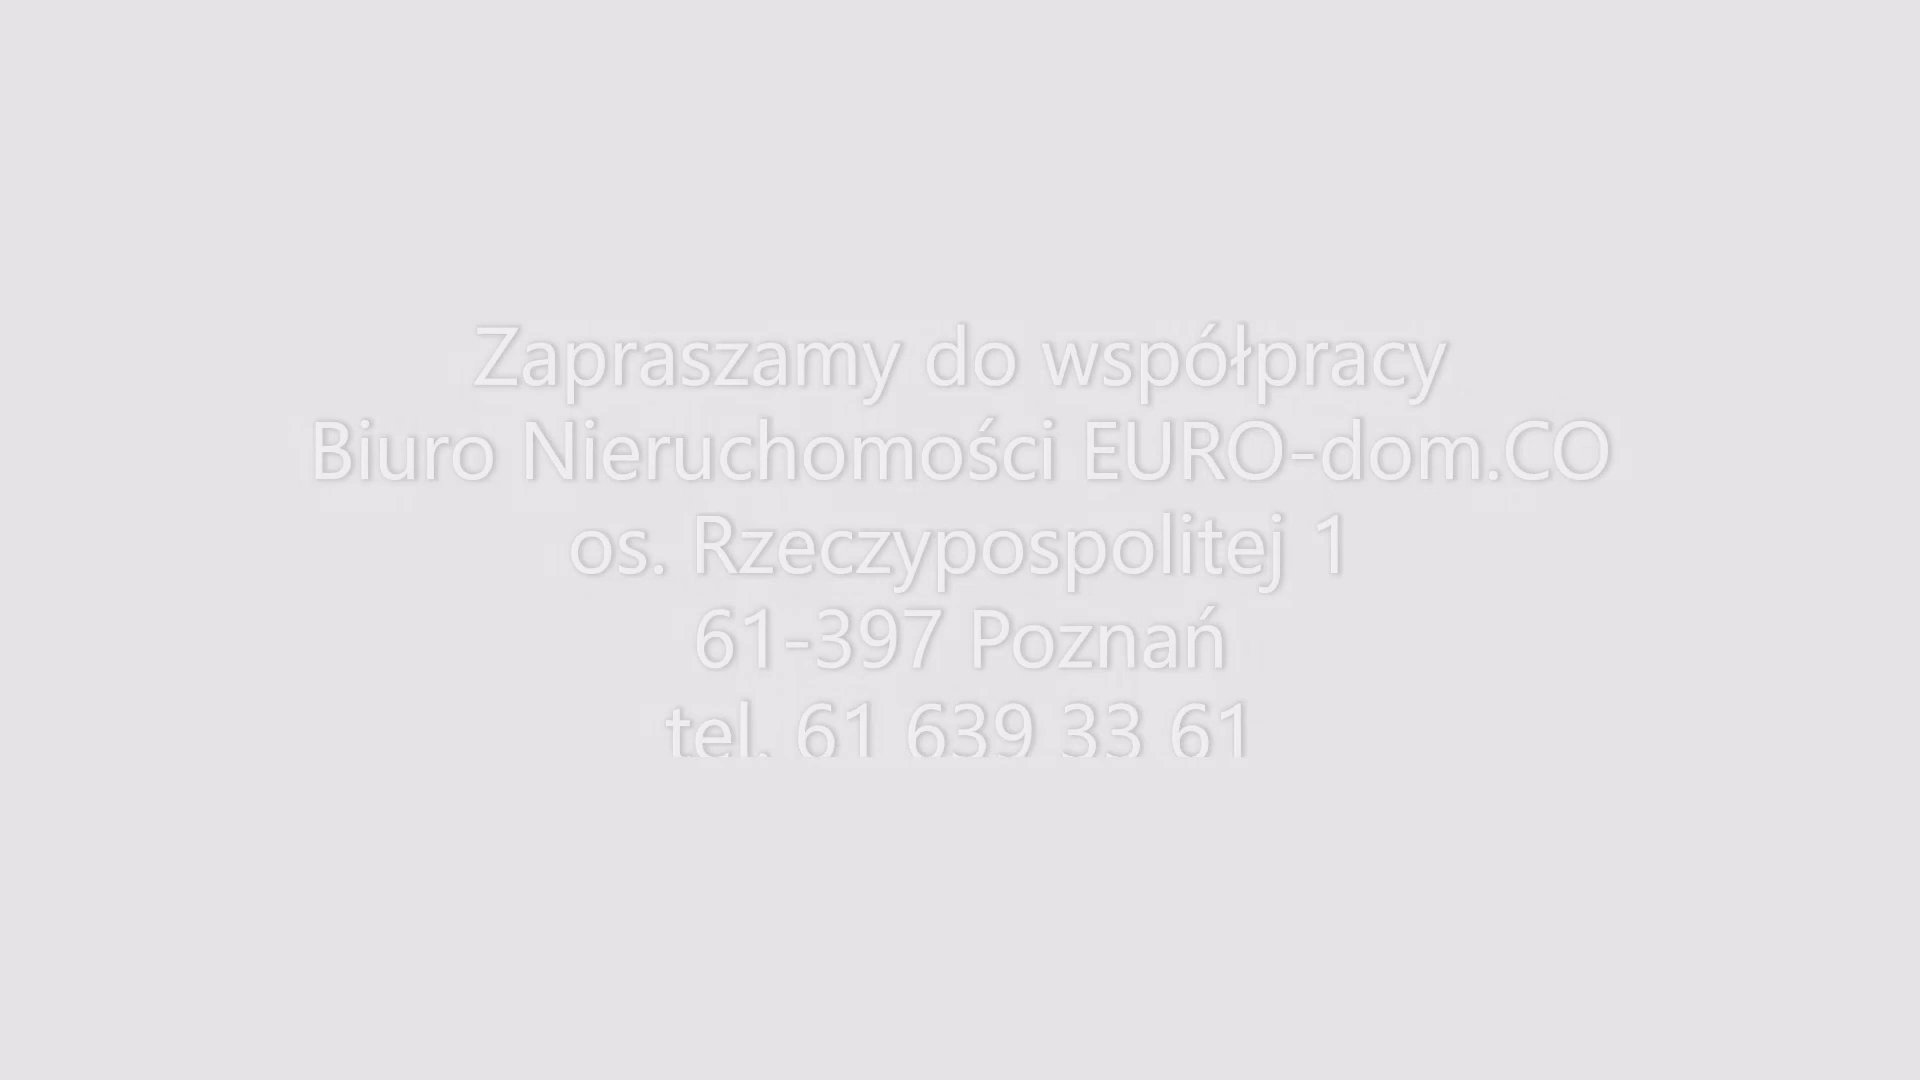 Zapraszamy do współpracy
Biuro Nieruchomości EURO-dom.CO
os. Rzeczypospolitej 1
61-397 Poznań
tel. 61 639 33 61